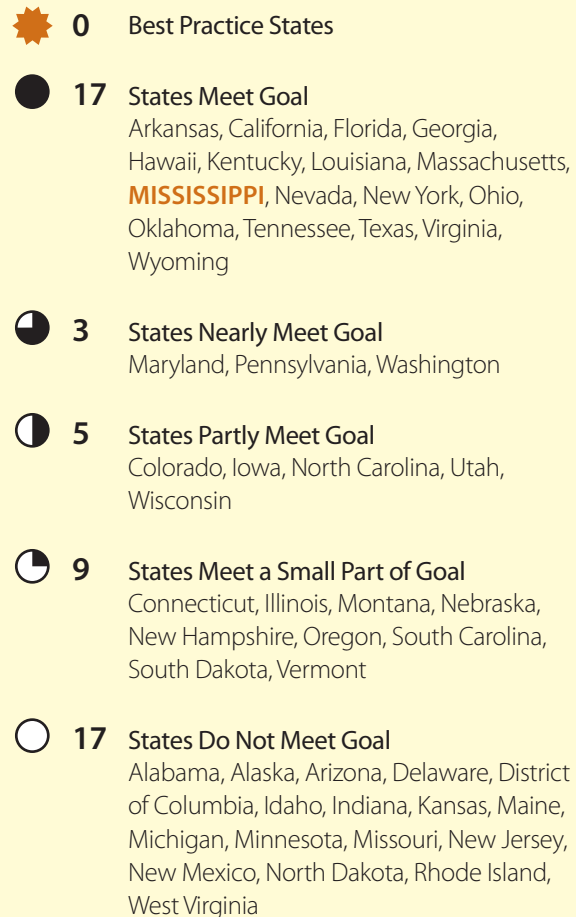 0 Best Practice States
17 States Meet Goal
Arkansas, California, Florida, Georgia,
Hawaii, Kentucky, Louisiana, Massachusetts,
MISSISSIPPI, Nevada, New York, Ohio,
Oklahoma, Tennessee, Texas, Virginia,
Wyoming
3 States Nearly Meet Goal
Maryland, Pennsylvania, Washington
5 States Partly Meet Goal
Colorado, Iowa, North Carolina, Utah,
Wisconsin
9 States Meet a Small Part of Goal
Connecticut, Illinois, Montana, Nebraska,
New Hampshire, Oregon, South Carolina,
South Dakota, Vermont
17 States Do Not Meet Goal
Alabama, Alaska, Arizona, Delaware, District
of Columbia, Idaho, Indiana, Kansas, Maine,
Michigan, Minnesota, Missouri, New Jersey,
New Mexico, North Dakota, Rhode Island,
West Virginia